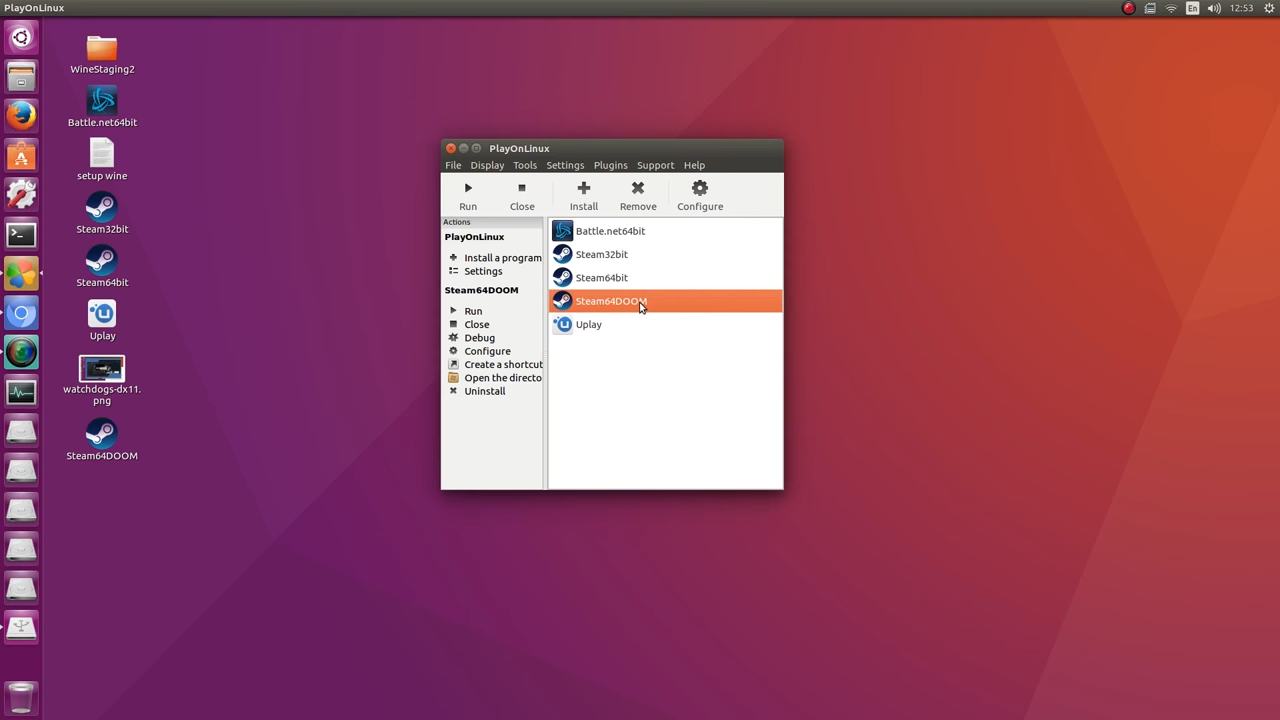 PlayOnLinux
En
12:53
WineStaging2
Battle.net64bit
setup wine
Steam32bit
Steam64bit
Uplay
watchdogs-dx11.
png
Steam64DOOM
PlayOnLinux
File Display Tools Settings Plugins Support Help
Run Close Install Remove Configure
Actions
PlayOnLinux
Install a program
Settings
Steam64DOOM
Run
Close
Debug
Configure
Create a shortcut
Open the directo
Uninstall
Battle.net64bit
Steam32bit
Steam64bit
Steam64DOOM
Uplay